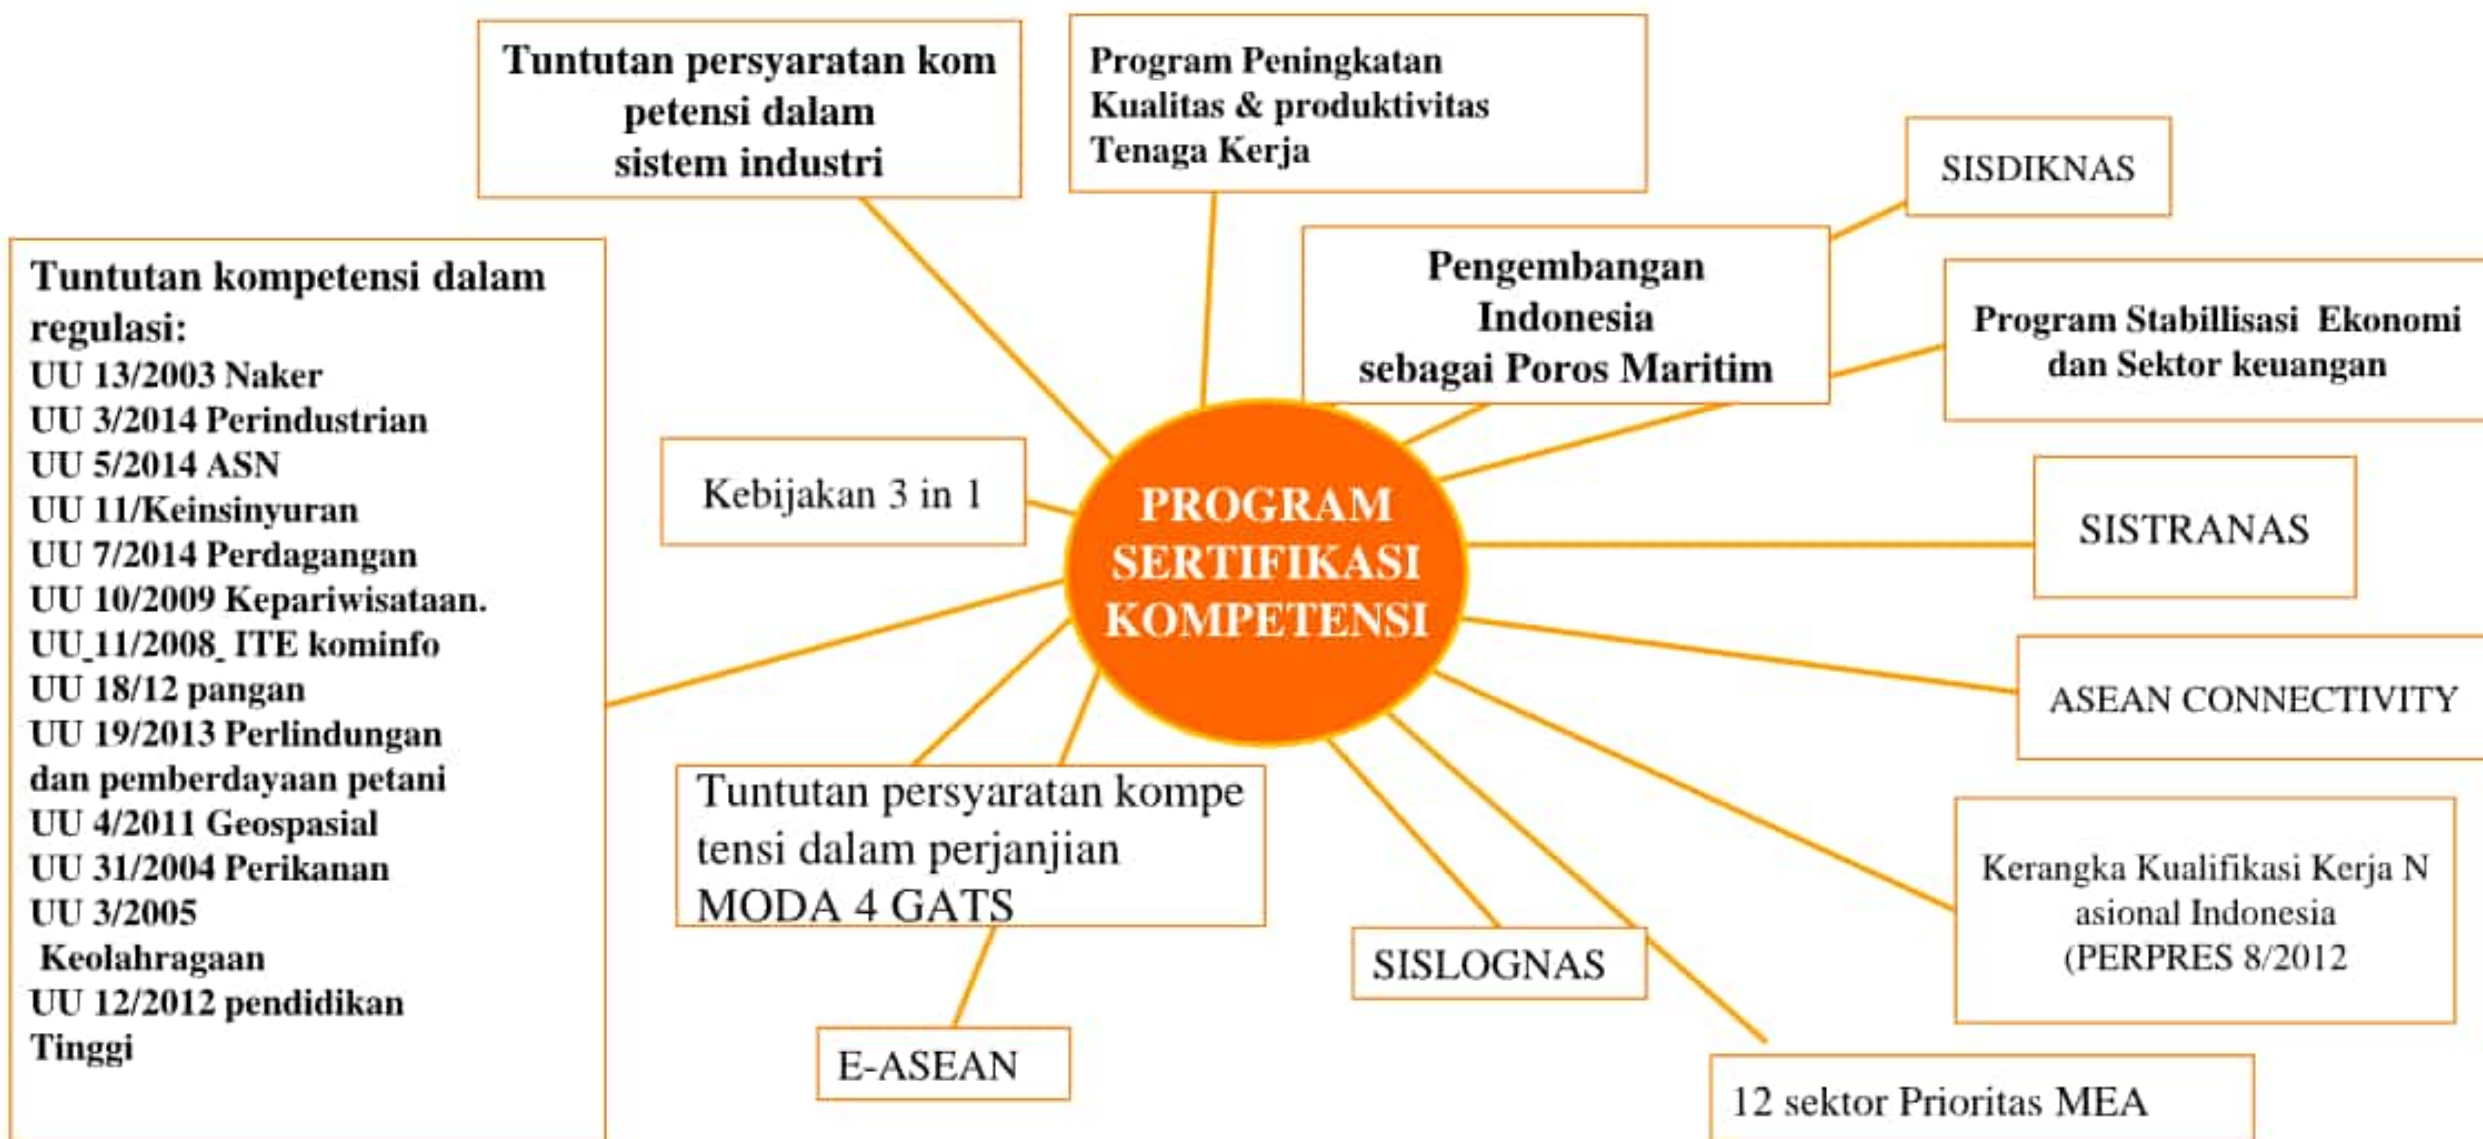 Tuntutan persyaratan kom
petensi dalam
sistem industri
Program Peningkatan
Kualitas & produktivitas
Tenaga Kerja
SISDIKNAS
Pengembangan
Indonesia
sebagai Poros Maritim
Program Stabillisasi Ekonomi
dan Sektor keuangan
Tuntutan kompetensi dalam
regulasi:
UU 13/2003 Naker
UU 3/2014 Perindustrian
UU 5/2014 ASN
UU 11/Keinsinyuran
UU 7/2014 Perdagangan
UU 10/2009 Kepariwisataan.
UU_11/2008_ ITE kominfo
UU 18/12 pangan
UU 19/2013 Perlindungan
dan pemberdayaan petani
UU 4/2011 Geospasial
UU 31/2004 Perikanan
UU 3/2005
Keolahragaan
UU 12/2012 pendidikan
Tinggi
Kebijakan 3 in 1
PROGRAM
SERTIFIKASI
KOMPETENSI
SISTRANAS
ASEAN CONNECTIVITY
Tuntutan persyaratan kompe
tensi dalam perjanjian
MODA 4 GATS
Kerangka Kualifikasi Kerja N
asional Indonesia
(PERPRES 8/2012
SISLOGNAS
E-ASEAN
12 sektor Prioritas MEA